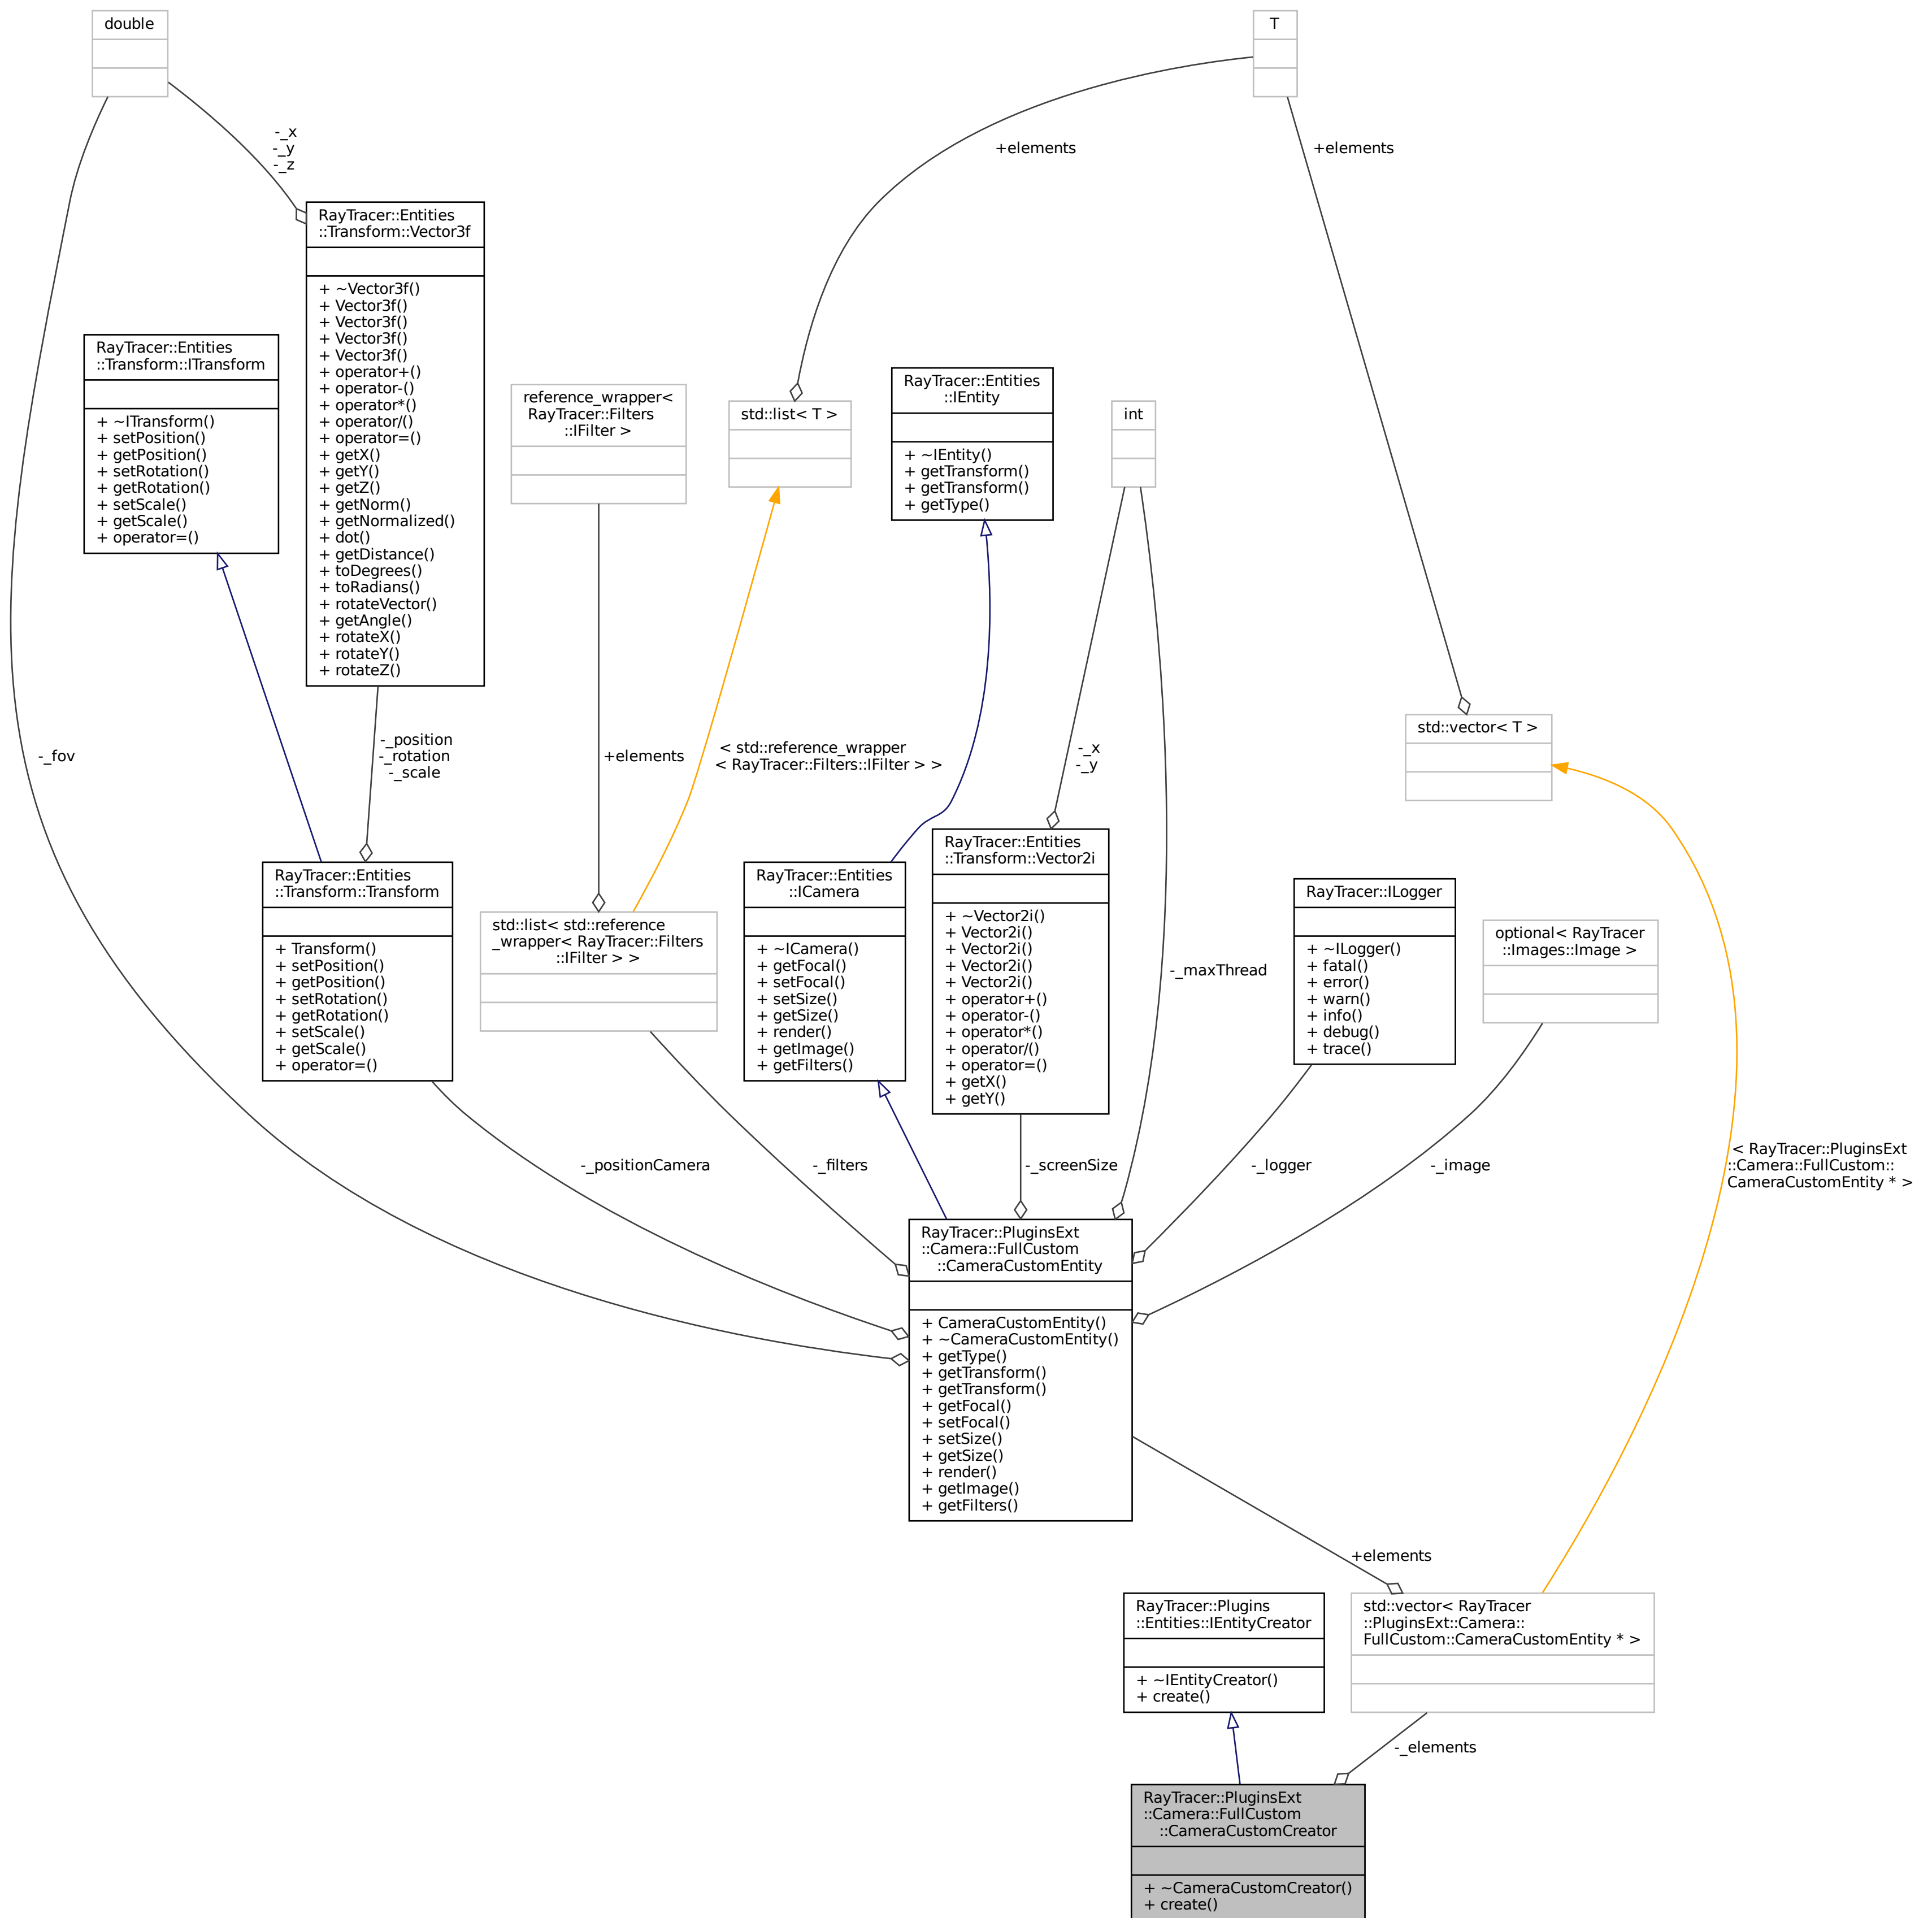 double
T
-_x
-_y
-_z
+elements
+elements
RayTracer::Entities
::Transform::Vector3f
+ ~Vector3f()
+ Vector3f()
+ Vector3f()
+ Vector3f()
+ Vector3f()
+ operator+()
+ operator-()
+ operator*()
+ operator/()
+ operator=()
+ getX()
+ getY()
+ getZ()
+ getNorm()
+ getNormalized()
+ dot()
+ getDistance()
+ toDegrees()
+ toRadians()
+ rotateVector()
+ getAngle()
+ rotateX()
+ rotateY()
+ rotateZ()
RayTracer::Entities
::Transform::ITransform
+ ~ITransform()
+ setPosition()
+ getPosition()
+ setRotation()
+ getRotation()
+ setScale()
+ getScale()
+ operator=()
reference_wrapper<
RayTracer::Filters
::IFilter >
std::list< T >
RayTracer::Entities
::IEntity
+ ~IEntity()
+ getTransform()
+ getTransform()
+ getType()
int
std::vector< T >
-_fov
-_position
-_rotation
-_scale
+elements
< std::reference_wrapper
< RayTracer::Filters::IFilter > >
-_x
-_y
RayTracer::Entities
::Transform::Transform
+ Transform()
+ setPosition()
+ getPosition()
+ setRotation()
+ getRotation()
+ setScale()
+ getScale()
+ operator=()
std::list< std::reference
_wrapper< RayTracer::Filters
::IFilter > >
RayTracer::Entities
::ICamera
+ ~ICamera()
+ getFocal()
+ setFocal()
+ setSize()
+ getSize()
+ render()
+ getImage()
+ getFilters()
RayTracer::Entities
::Transform::Vector2i
+ ~Vector2i()
+ Vector2i()
+ Vector2i()
+ Vector2i()
+ Vector2i()
+ operator+()
+ operator-()
+ operator*()
+ operator/()
+ operator=()
+ getX()
+ getY()
-_maxThread
RayTracer::ILogger
+ ~ILogger()
+ fatal()
+ error()
+ warn()
+ info()
+ debug()
+ trace()
optional< RayTracer
::Images::Image >
-_positionCamera
-_filters
-_screenSize
-_logger
-_image
< RayTracer::PluginsExt
::Camera::FullCustom::
CameraCustomEntity * >
RayTracer::PluginsExt
::Camera::FullCustom
::CameraCustomEntity
+ CameraCustomEntity()
+ ~CameraCustomEntity()
+ getType()
+ getTransform()
+ getTransform()
+ getFocal()
+ setFocal()
+ setSize()
+ getSize()
+ render()
+ getImage()
+ getFilters()
+elements
RayTracer::Plugins
::Entities::IEntityCreator
+ ~IEntityCreator()
+ create()
std::vector< RayTracer
::PluginsExt::Camera::
FullCustom::CameraCustomEntity * >
-_elements
RayTracer::PluginsExt
::Camera::FullCustom
::CameraCustomCreator
+ ~CameraCustomCreator()
+ create()